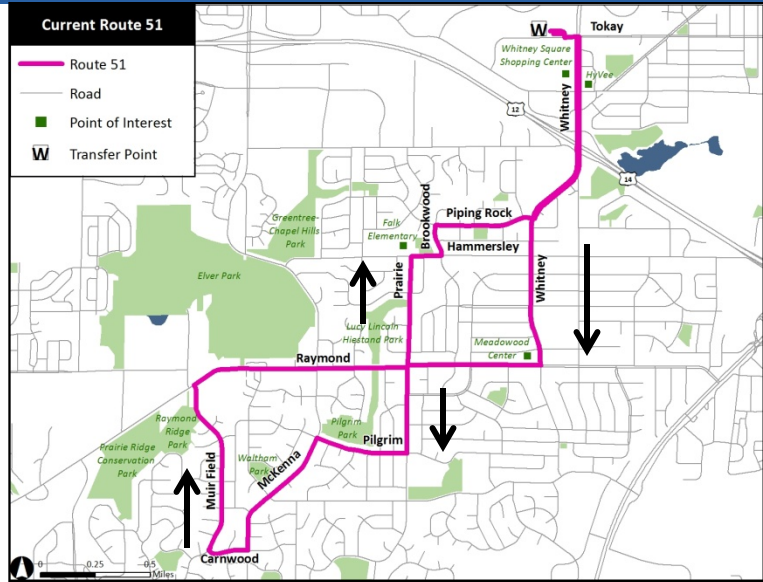 Current Route 51
Route 51
Road
Point of Interest
W Transfer Point
W
Tokay
Whitney Square
Shopping Center
HyVee
Whitney
12
14
Brookwood
Piping Rock
Greentree-
Chapel Hills
Park
Falk
Elementary
Hammersley
Elver Park
Prairie
Whitney
Lucy Lincoln
Hiestand Park
Meadowood
Center
Raymond
Raymond
Ridge
Park
Pilgrim
Park
Pilgrim
Prairie Ridge
Conservation
Park
Muir Field
Waltham
Park
McKenna
Carnwood
0 0.25 0.5
Miles